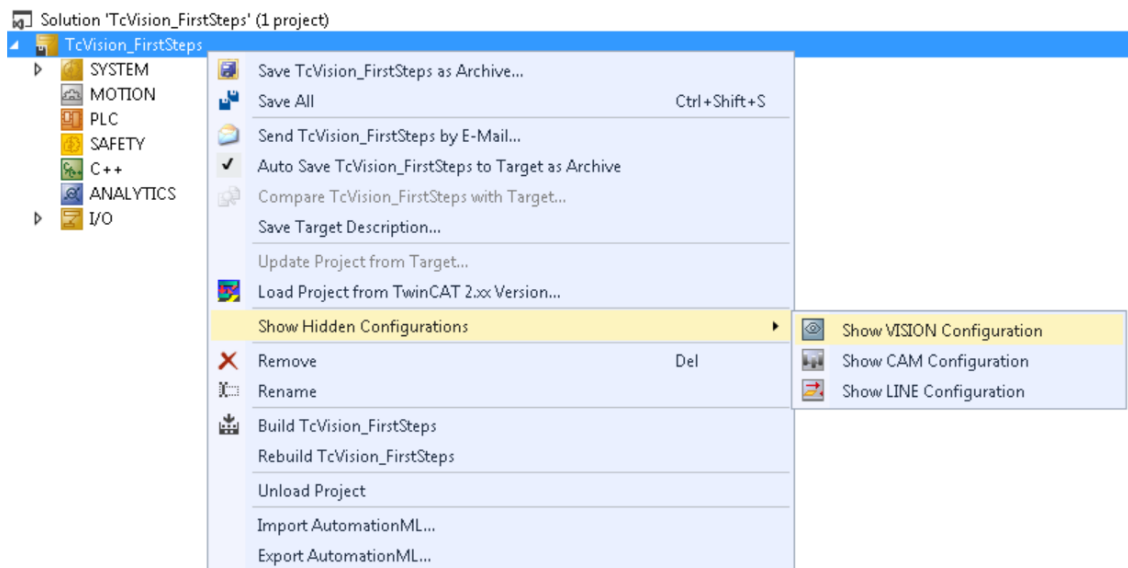 Solution 'TcVision_FirstSteps' (1 project)
TcVision_FirstSteps
SYSTEM
MOTION
PLC
SAFETY
C++
ANALYTICS
I/O
Save TcVision_FirstSteps as Archive...
Save All Ctrl+Shift+S
Send TcVision_FirstSteps by E-Mail...
Auto Save TcVision_FirstSteps to Target as Archive
Compare TcVision_FirstSteps with Target...
Save Target Description...
Update Project from Target...
Load Project from TwinCAT 2.xx Version...
Show Hidden Configurations
Remove Del
Rename
Build TcVision_FirstSteps
Rebuild TcVision_FirstSteps
Unload Project
Import AutomationML...
Export AutomationML...
Show VISION Configuration
Show CAM Configuration
Show LINE Configuration